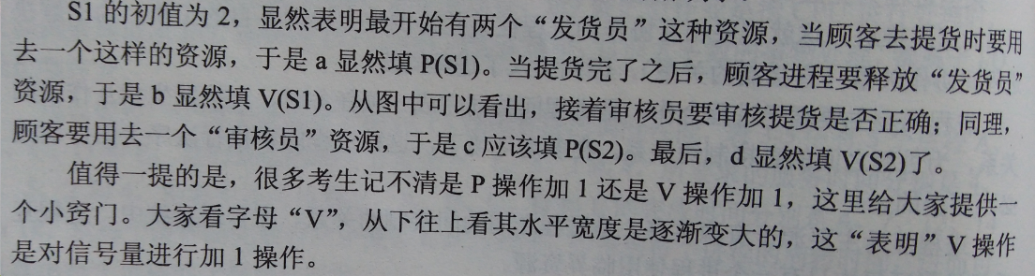 S1 的初值为 2，显然表明最开始有两个“发货员”这种资源，当顾客去提货时要用
去一个这样的资源，于是 a 显然填 P(S1)。当提货完了之后，顾客进程要释放“发货员”
资源，于是 b 显然填 V(S1)。从图中可以看出，接着审核员要审核提货是否正确；同理，
顾客要用去一个“审核员”资源，于是 c 应该填 P(S2)。最后，d 显然填 V(S2)了。
值得一提的是，很多考生记不清是 P 操作加 1 还是 V 操作加 1，这里给大家提供一
个小窍门。大家看字母“V”，从下往上看其水平宽度是逐渐变大的，这“表明”V 操作
是对信号量进行加 1 操作。